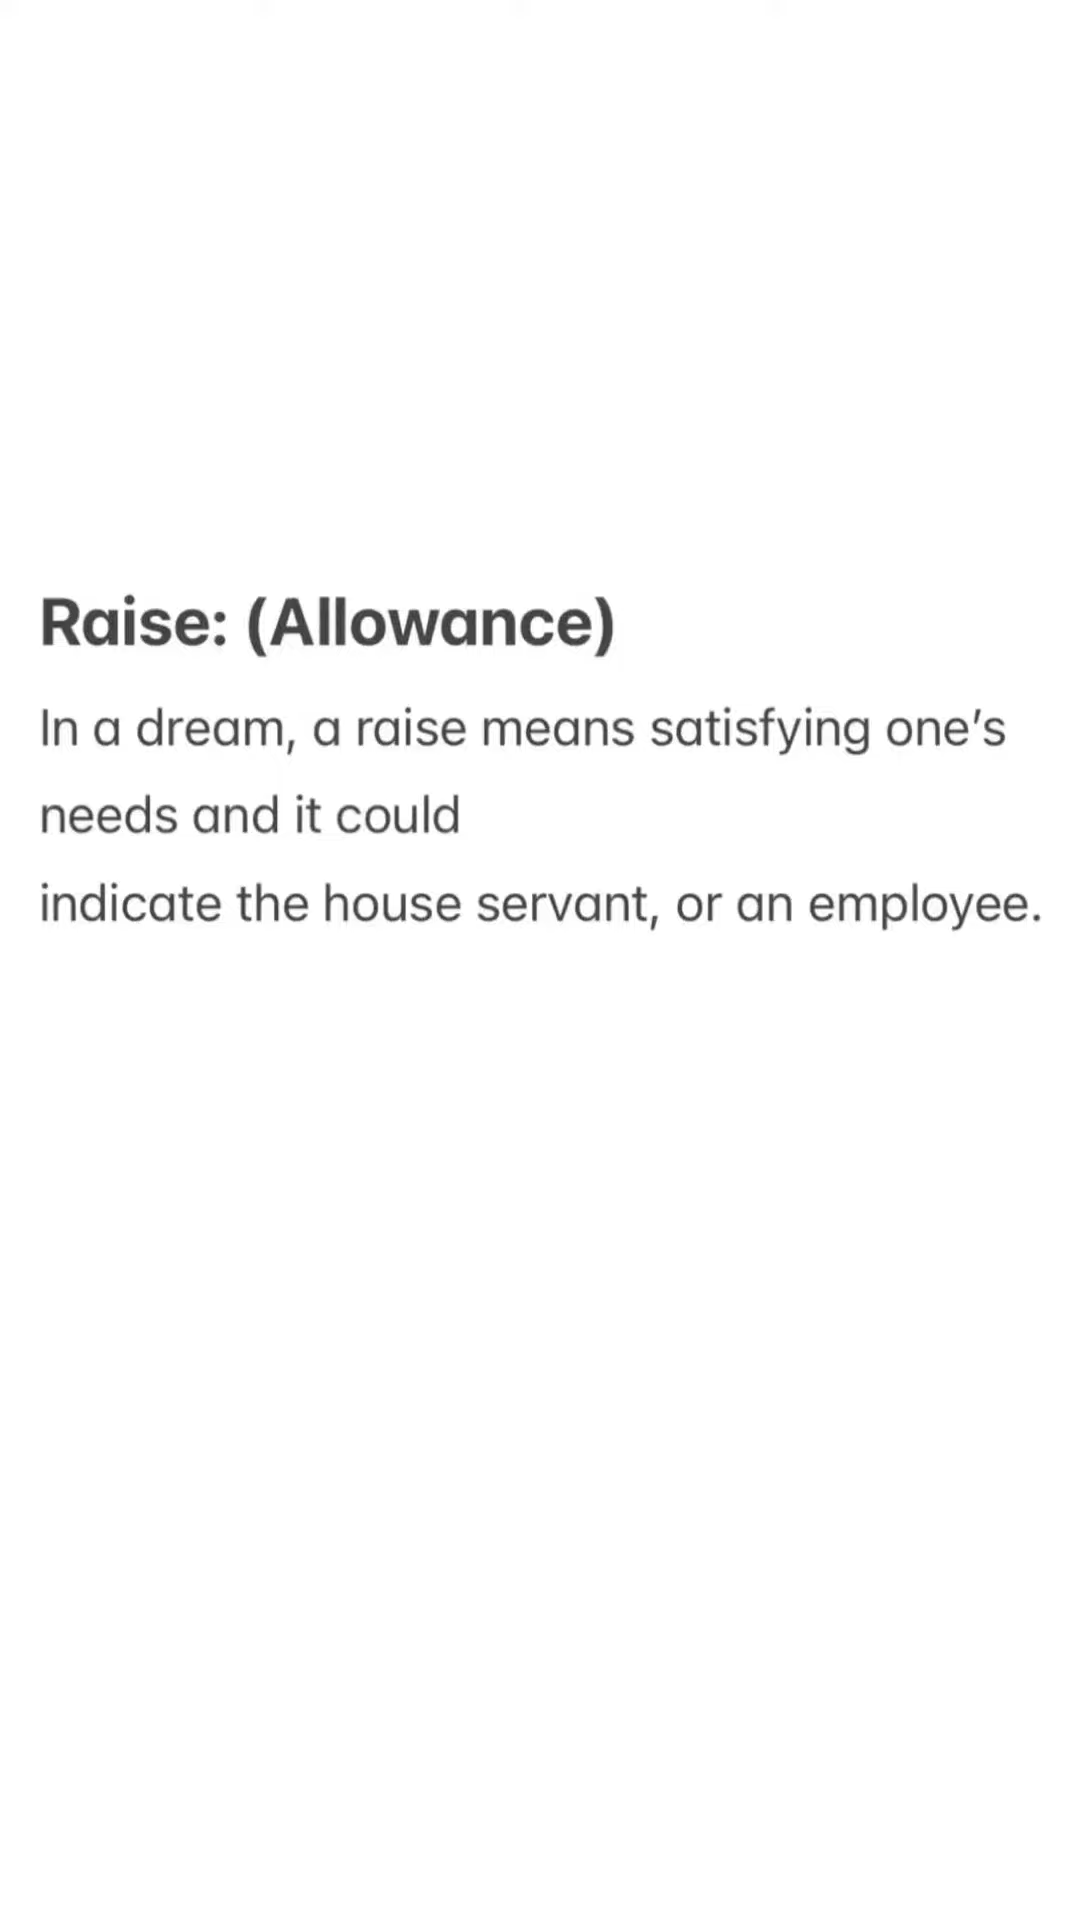 Raise: (Allowance)
In a dream, a raise means satisfying one’s
needs and it could
indicate the house servant, or an employee.